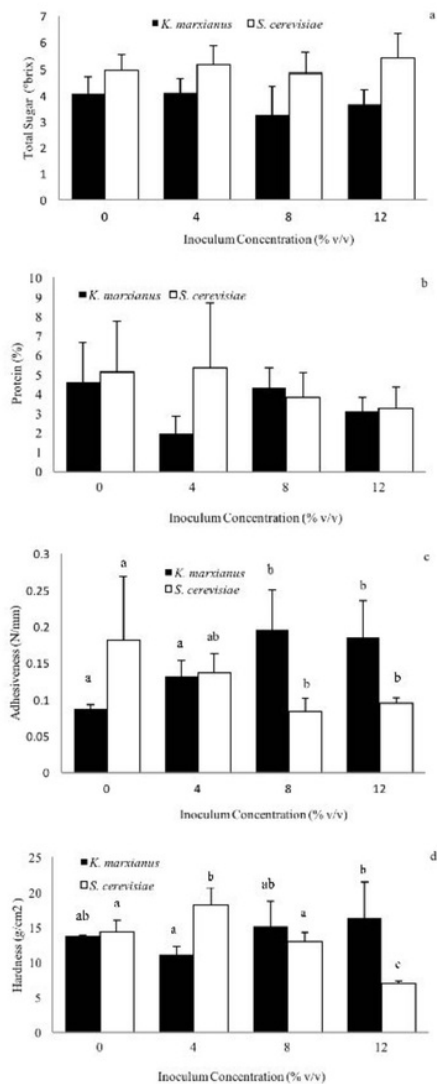 a
7
K. marxianus
S. cerevisiae
6
5
4
3
2
1
0
Total Sugar (°brix)
0 4 8 12
Inoculum Concentration (% v/v)
b
10
K. marxianus
S. cerevisiae
9
8
7
6
5
4
3
2
1
0
Protein (%)
0 4 8 12
Inoculum Concentration (% v/v)
c
0.3
K. marxianus
S. cerevisiae
0.25
0.2
0.15
0.1
0.05
0
Adhesiveness (N/mm)
a a a ab b b b b
0 4 8 12
Inoculum Concentration (% v/v)
d
25
K. marxianus
S. cerevisiae
20
15
10
5
0
Hardness (g/cm2)
ab a a b ab a b c
0 4 8 12
Inoculum Concentration (% v/v)